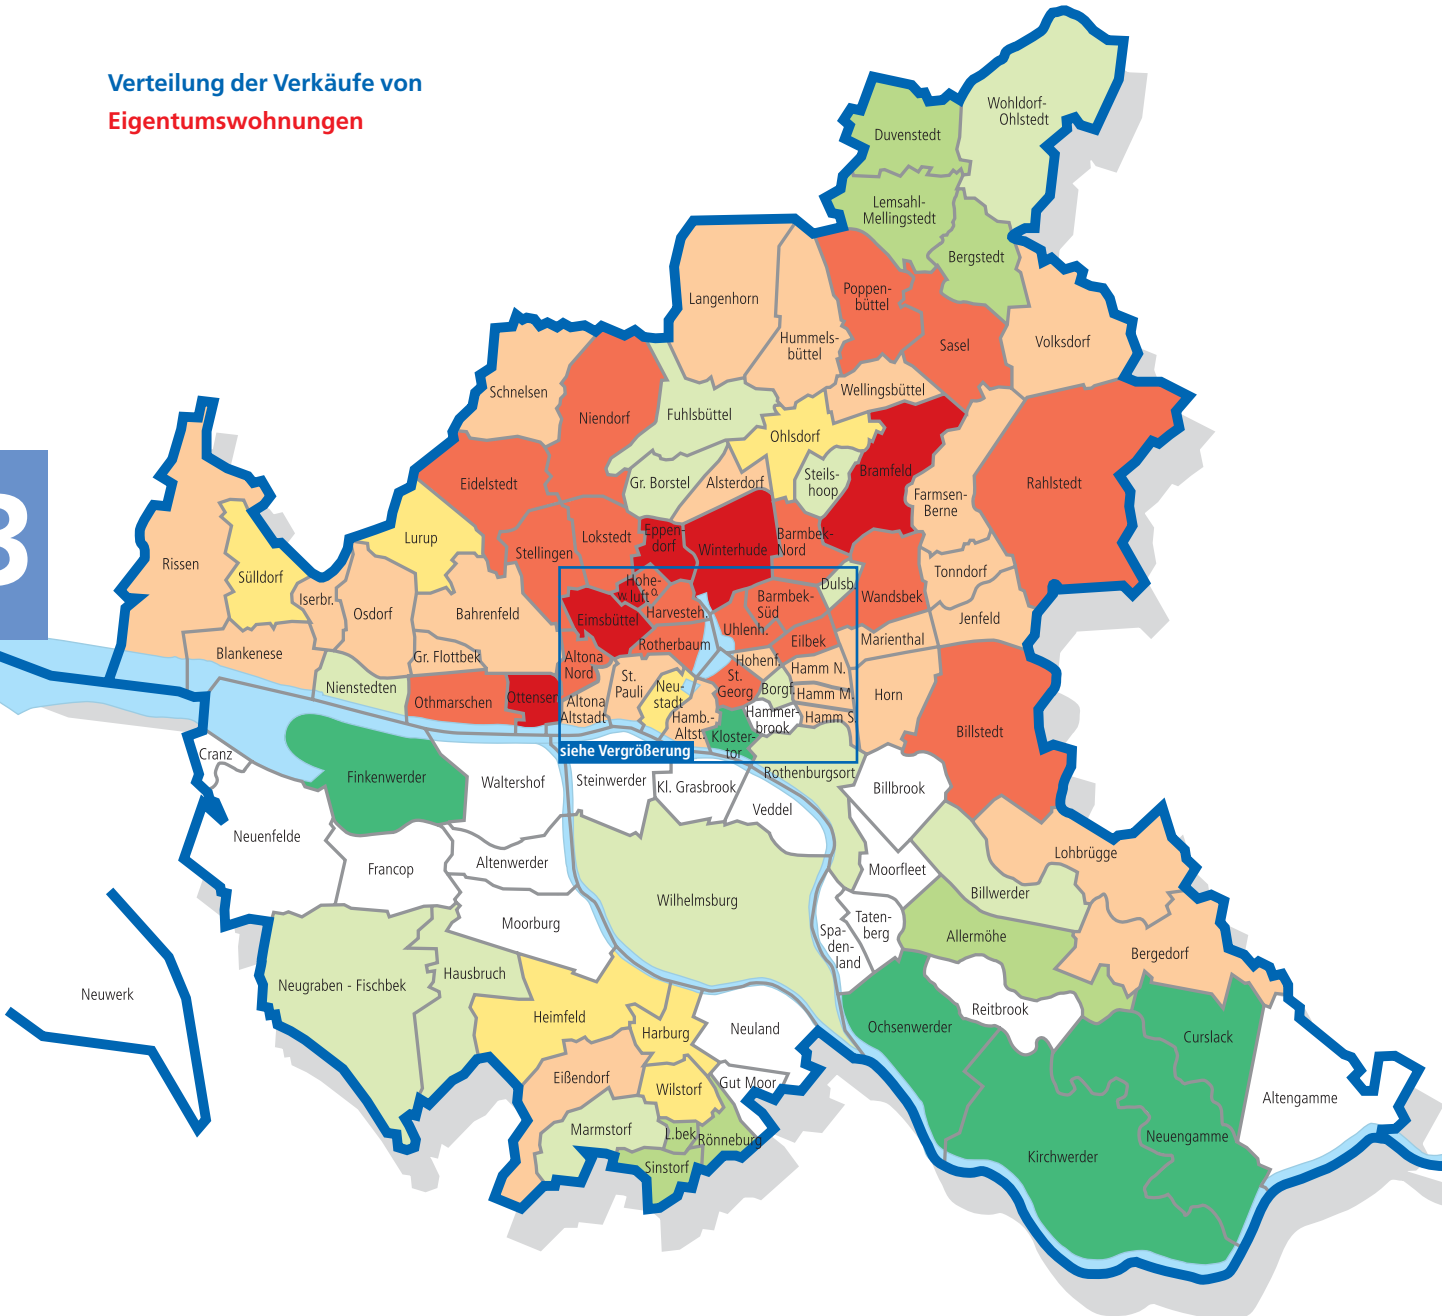 Verteilung der Verkäufe von
Eigentumswohnungen
3
Wohldorf-
Ohlstedt
Duvenstedt
Lemsahl-
Mellingstedt
Bergstedt
Poppen-
büttel
Langenhorn
Hummels-
büttel
Sasel
Volksdorf
Schnelsen
Niendorf
Fuhlsbüttel
Wellingsbüttel
Ohlsdorf
Eidelstedt
Gr. Borstel
Alsterdorf
Steils-
hoop
Bramfeld
Farmsen-
Berne
Rahlstedt
Lurup
Stellingen
Lokstedt
Eppen-
dorf
Winterhude
Barmbek-
Nord
Rissen
Sülldorf
Iserbr.
Osdorf
Bahrenfeld
Tonndorf
Jenfeld
Hohe-
luft
Dulsb.
Wandsbek
Eimsbüttel
Harvesteh.
Barmbek-
Süd
Uhlenh.
Eilbek
Marienthal
Blankenese
Gr. Flottbek
Altona
Nord
Rotherbaum
Hohenf.
Hamm N.
Nienstedten
Othmarschen
Ottensen
St.
Pauli
Neu-
stadt
St.
Georg
Borgf.
Hamm M.
Horn
Altona
Altstadt
Hamb.-
Altst.
Hammer-
brook
Hamm S.
Kloster-
tor
Billstedt
siehe Vergrößerung
Rothenburgsort
Cranz
Finkenwerder
Waltershof
Steinwerder
Kl. Grasbrook
Veddel
Billbrook
Neuenfelde
Francop
Altenwerder
Moorfleet
Lohbrügge
Moorburg
Wilhelmsburg
Billwerder
Spa-
den-
land
Taten-
berg
Allermöhe
Bergedorf
Neuwerk
Neugraben - Fischbek
Hausbruch
Heimfeld
Harburg
Neuland
Ochsenwerder
Reitbrook
Curslack
Eißendorf
Wilstorf
Gut Moor
Altengamme
Marmstorf
L.bek
Rönneburg
Neuengamme
Sinstorf
Kirchwerder